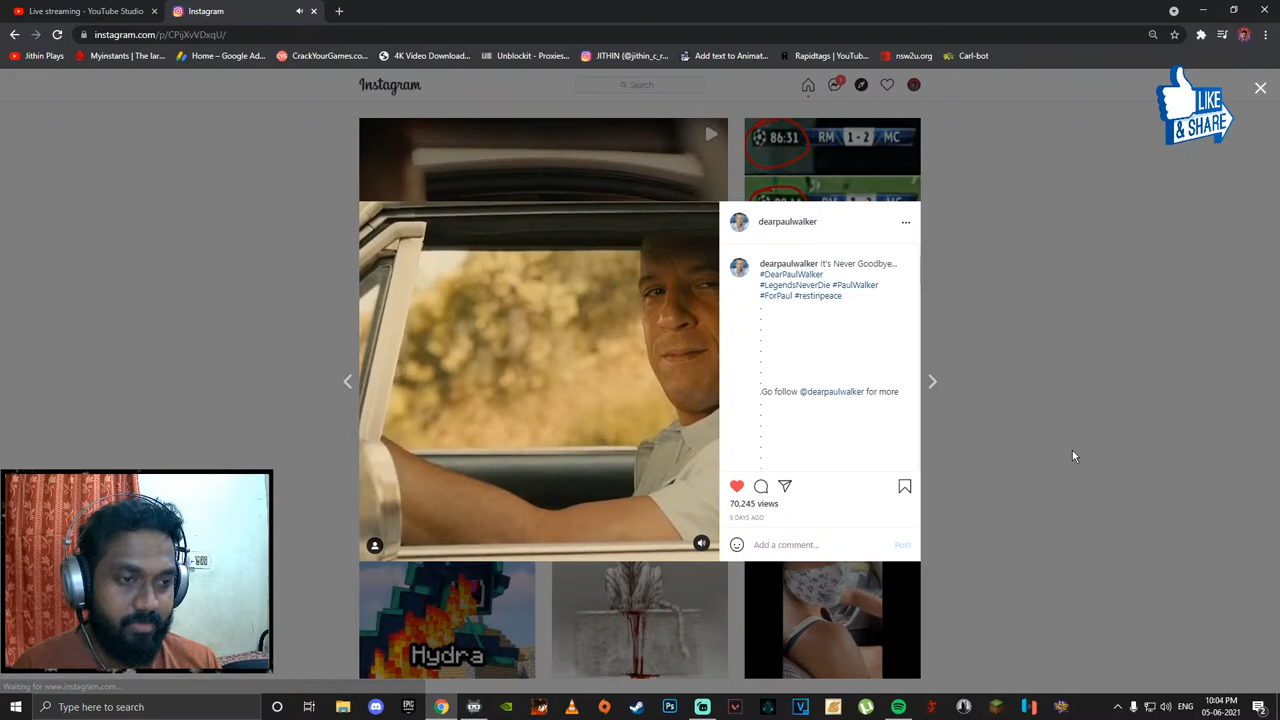 Live streaming - YouTube Studio
Instagram
instagram.com/p/CPijXvVDxqU/
Jithin Plays
Myinstants | The lar...
Home – Google Ad...
CrackYourGames.co...
4K Video Download...
Unblockit - Proxies...
JITHIN (@jithin_c_r...
Add text to Animat...
Rapidtags | YouTub...
nsw2u.org
Carl-bot
Instagram
Search
1
LIKE
& SHARE
86:31 RM 1 - 2 MC
dearpaulwalker
...
dearpaulwalker It's Never Goodbye...
#DearPaulWalker
#LegendsNeverDie #PaulWalker
#ForPaul #restinpeace
.
.
.
.
.
.
.
.
.Go follow @dearpaulwalker for more
.
.
.
.
.
.
70,245 views
5 DAYS AGO
Add a comment...
Post
Hydra
Waiting for www.instagram.com...
Type here to search
10:04 PM
05-06-2021